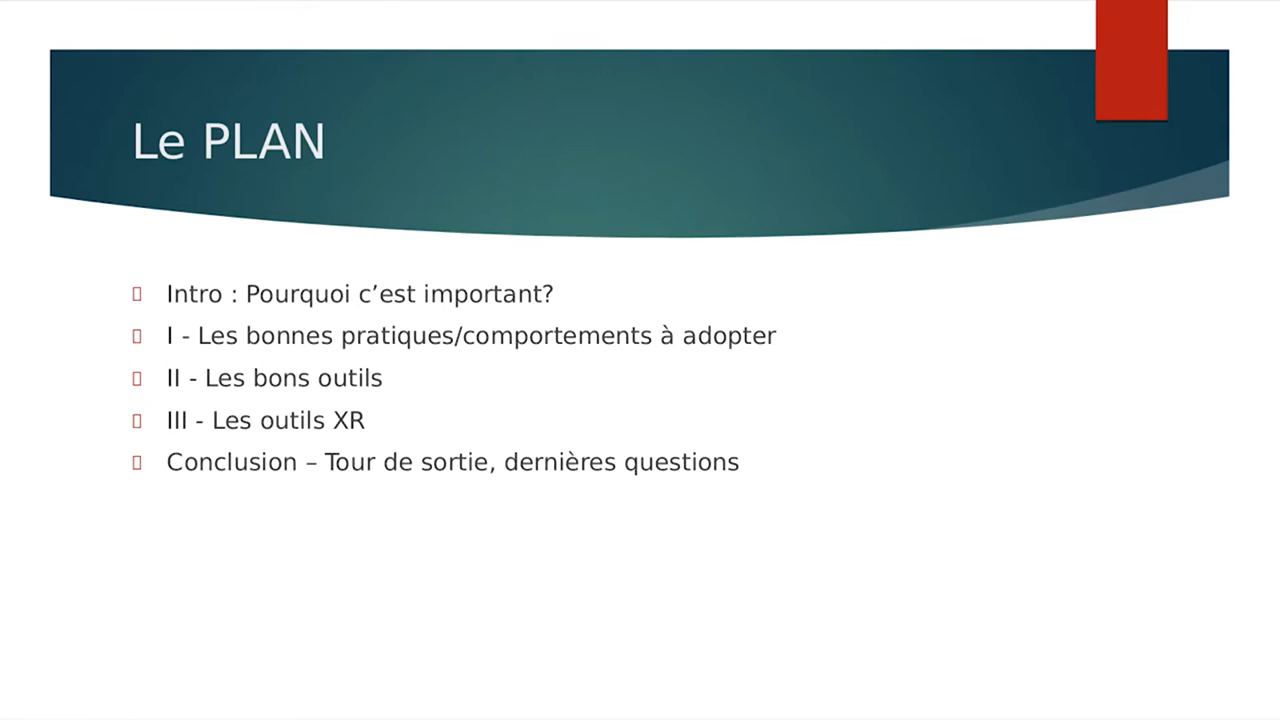 Le PLAN
Intro : Pourquoi c’est important?
I - Les bonnes pratiques/comportements à adopter
II - Les bons outils
III - Les outils XR
Conclusion – Tour de sortie, dernières questions